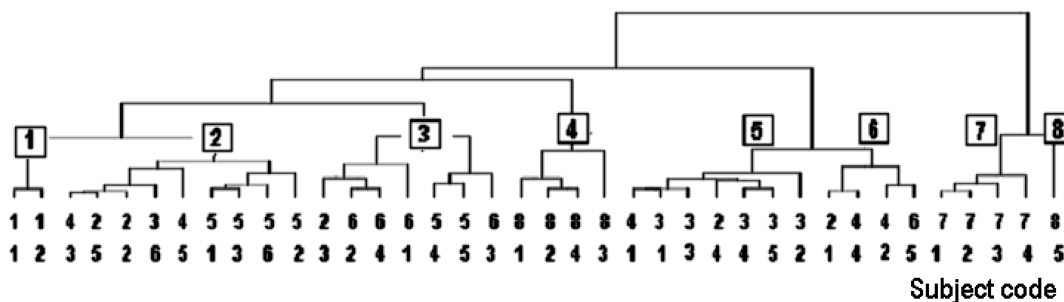 1 2 3 4 5 6 7 8
1 1 4 2 2 3 4 5 5 5 5 2 6 6 6 5 5 6 8 8 8 8 4 3 3 2 3 3 3 2 4 4 6 7 7 7 7 8
1 2 3 5 2 6 5 1 3 6 2 3 2 4 1 4 5 3 1 2 4 3 1 1 3 4 4 5 2 1 4 2 5 1 2 3 4 5
Subject code